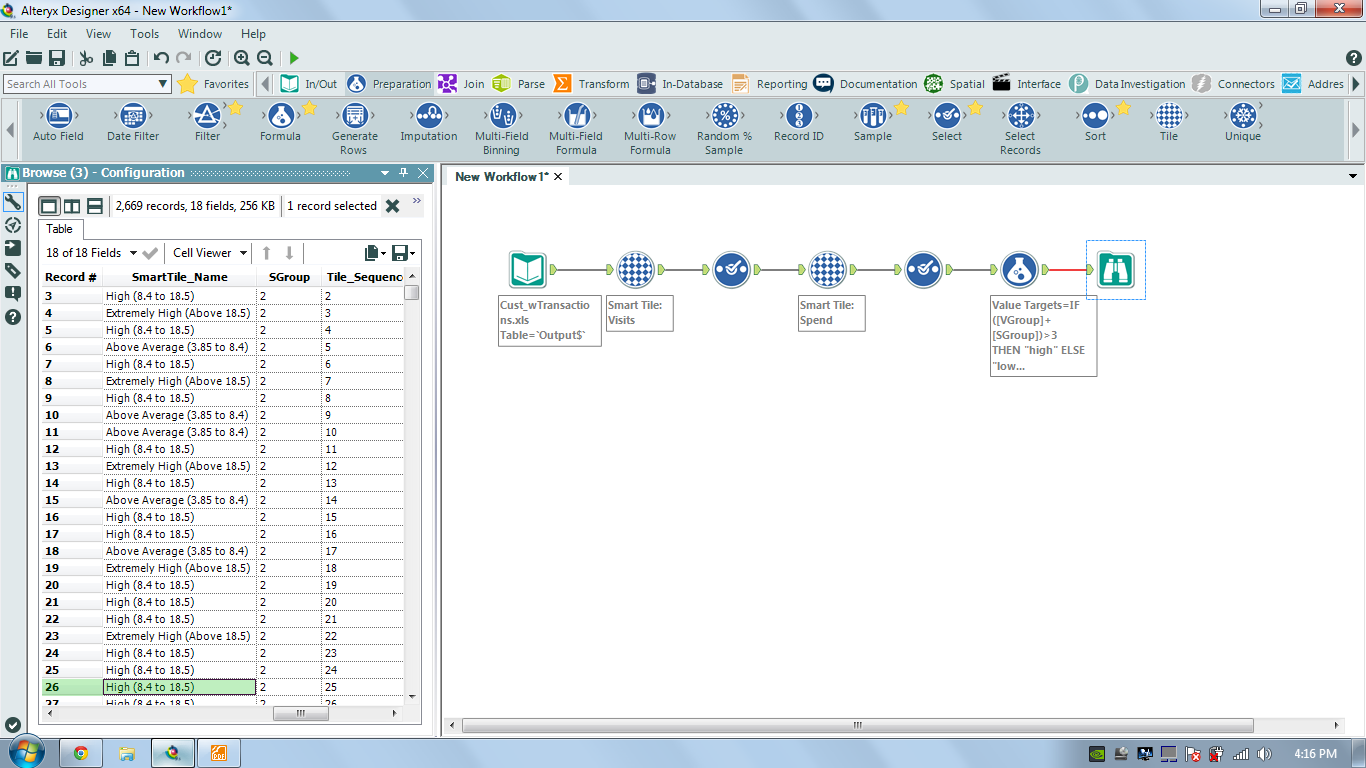 Alteryx Designer x64 - New Workflow1*
File Edit View Tools Window Help
Search All Tools Favorites In/Out Preparation Join Parse Transform In-Database Reporting Documentation Spatial Interface Data Investigation Connectors Addres
Auto Field Date Filter Filter Formula Generate Rows Imputation Multi-Field Binning Multi-Field Formula Multi-Row Formula Random % Sample Record ID Sample Select Select Records Sort Tile Unique
Browse (3) - Configuration
2,669 records, 18 fields, 256 KB 1 record selected
Table
18 of 18 Fields Cell Viewer
Record # SmartTile_Name SGroup Tile_Sequenc
3 High (8.4 to 18.5) 2 2
4 Extremely High (Above 18.5) 2 3
5 High (8.4 to 18.5) 2 4
6 Above Average (3.85 to 8.4) 2 5
7 High (8.4 to 18.5) 2 6
8 Extremely High (Above 18.5) 2 7
9 High (8.4 to 18.5) 2 8
10 Above Average (3.85 to 8.4) 2 9
11 Above Average (3.85 to 8.4) 2 10
12 High (8.4 to 18.5) 2 11
13 Extremely High (Above 18.5) 2 12
14 High (8.4 to 18.5) 2 13
15 Above Average (3.85 to 8.4) 2 14
16 High (8.4 to 18.5) 2 15
17 High (8.4 to 18.5) 2 16
18 Above Average (3.85 to 8.4) 2 17
19 Extremely High (Above 18.5) 2 18
20 High (8.4 to 18.5) 2 19
21 High (8.4 to 18.5) 2 20
22 High (8.4 to 18.5) 2 21
23 Extremely High (Above 18.5) 2 22
24 High (8.4 to 18.5) 2 23
25 High (8.4 to 18.5) 2 24
26 High (8.4 to 18.5) 2 25
27 High (8.4 to 18.5) 2 26
New Workflow1*
Cust_wTransactio
ns.xls
Table=`Output$`
Smart Tile:
Visits
Smart Tile:
Spend
Value Targets=IF
([VGroup]+
[SGroup])>3
THEN "high" ELSE
"low...
4:16 PM